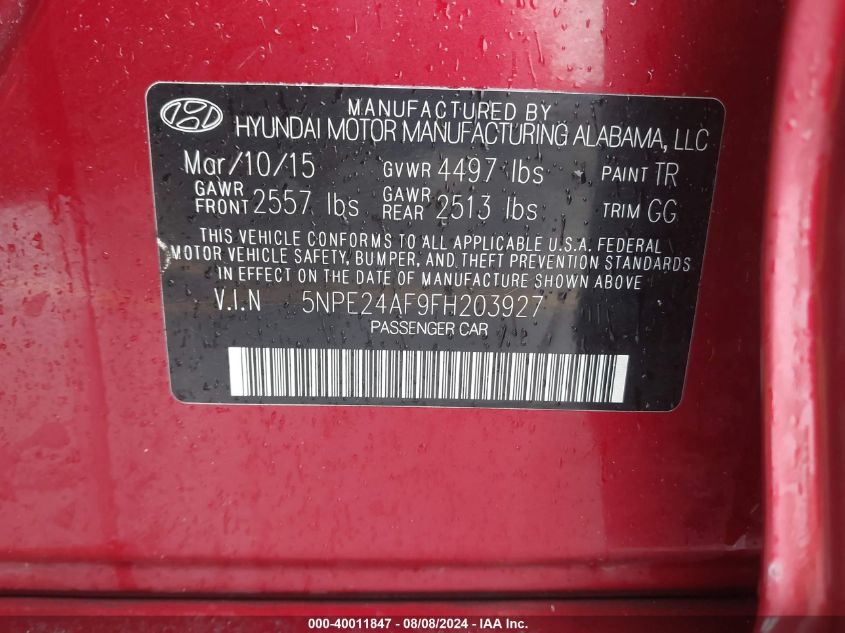 MANUFACTURED BY
HYUNDAI MOTOR MANUFACTURING ALABAMA, LLC
Mar/10/15 GVWR 4497 lbs PAINT TR
GAWR FRONT 2557 lbs GAWR REAR 2513 lbs TRIM GG
THIS VEHICLE CONFORMS TO ALL APPLICABLE U.S.A. FEDERAL
MOTOR VEHICLE SAFETY, BUMPER, AND THEFT PREVENTION STANDARDS
IN EFFECT ON THE DATE OF MANUFACTURE SHOWN ABOVE
V.I.N 5NPE24AF9FH203927
PASSENGER CAR
000-40011847 - 08/08/2024 - IAA Inc.